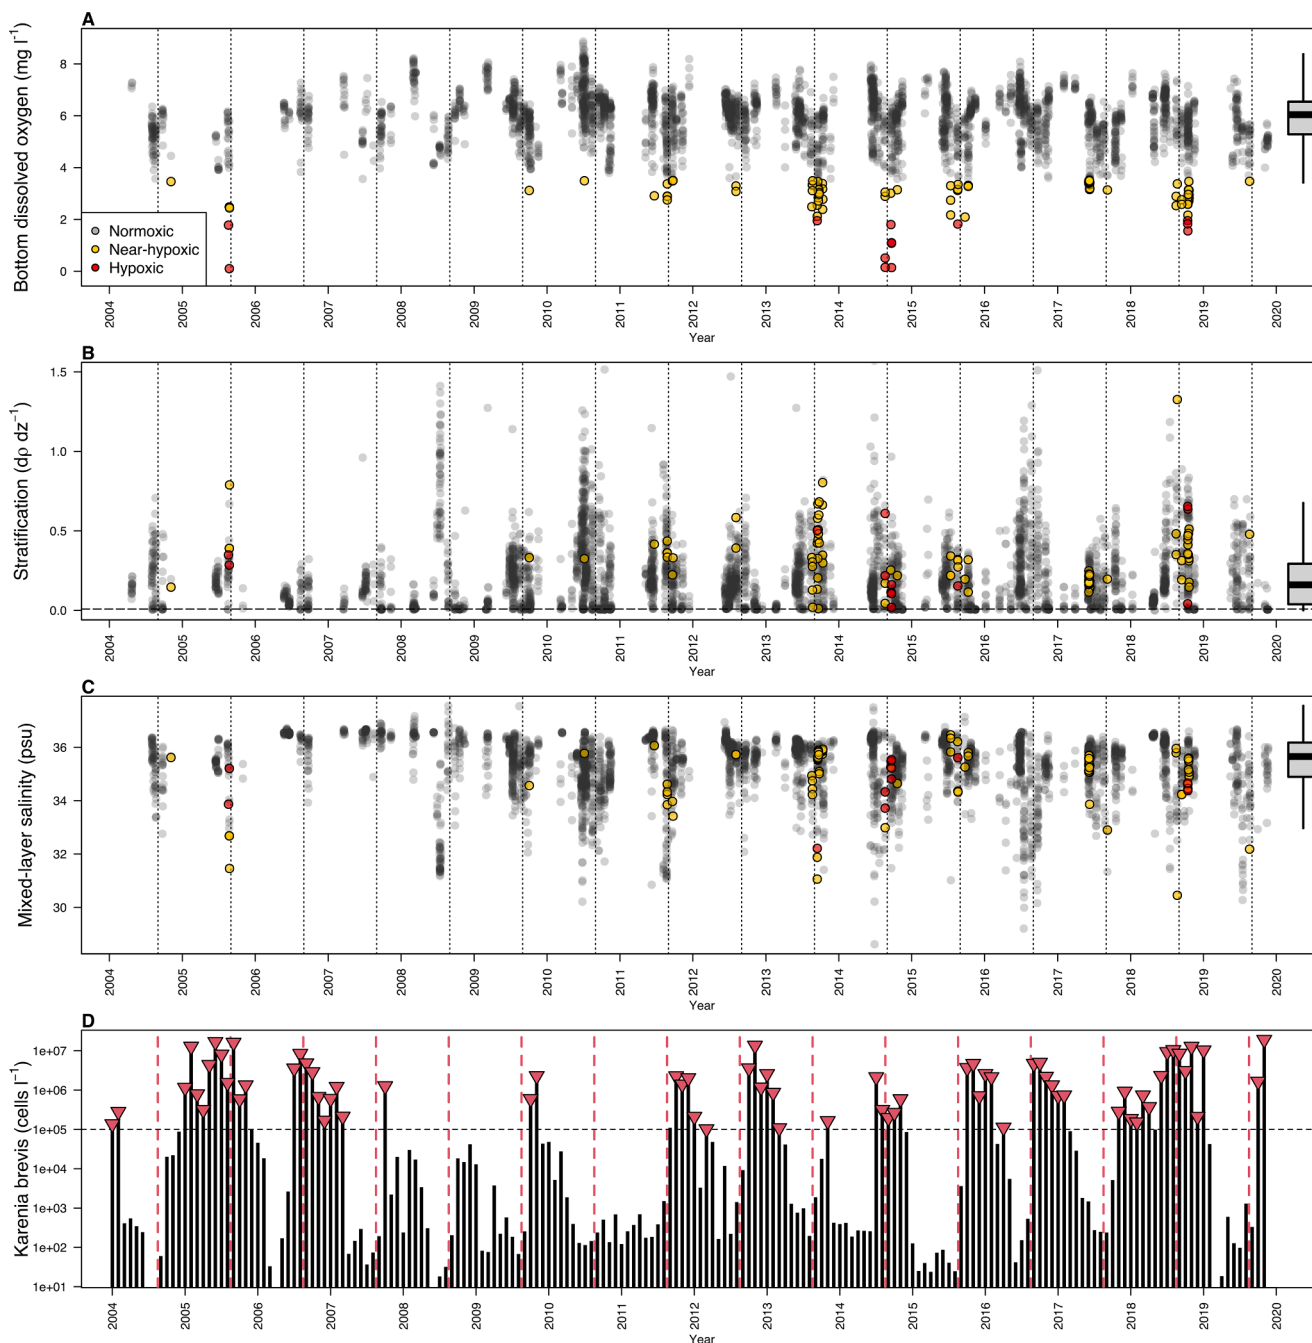 A
Bottom dissolved oxygen (mg l⁻¹)
8
6
4
2
0
Normoxic
Near-hypoxic
Hypoxic
2004 2005 2006 2007 2008 2009 2010 2011 2012 2013 2014 2015 2016 2017 2018 2019 2020
Year
B
Stratification (dρ dz⁻¹)
1.5
1.0
0.5
0.0
2004 2005 2006 2007 2008 2009 2010 2011 2012 2013 2014 2015 2016 2017 2018 2019 2020
Year
C
Mixed-layer salinity (psu)
36
34
32
30
2004 2005 2006 2007 2008 2009 2010 2011 2012 2013 2014 2015 2016 2017 2018 2019 2020
Year
D
Karenia brevis (cells l⁻¹)
1e+07
1e+06
1e+05
1e+04
1e+03
1e+02
1e+01
2004 2005 2006 2007 2008 2009 2010 2011 2012 2013 2014 2015 2016 2017 2018 2019 2020
Year